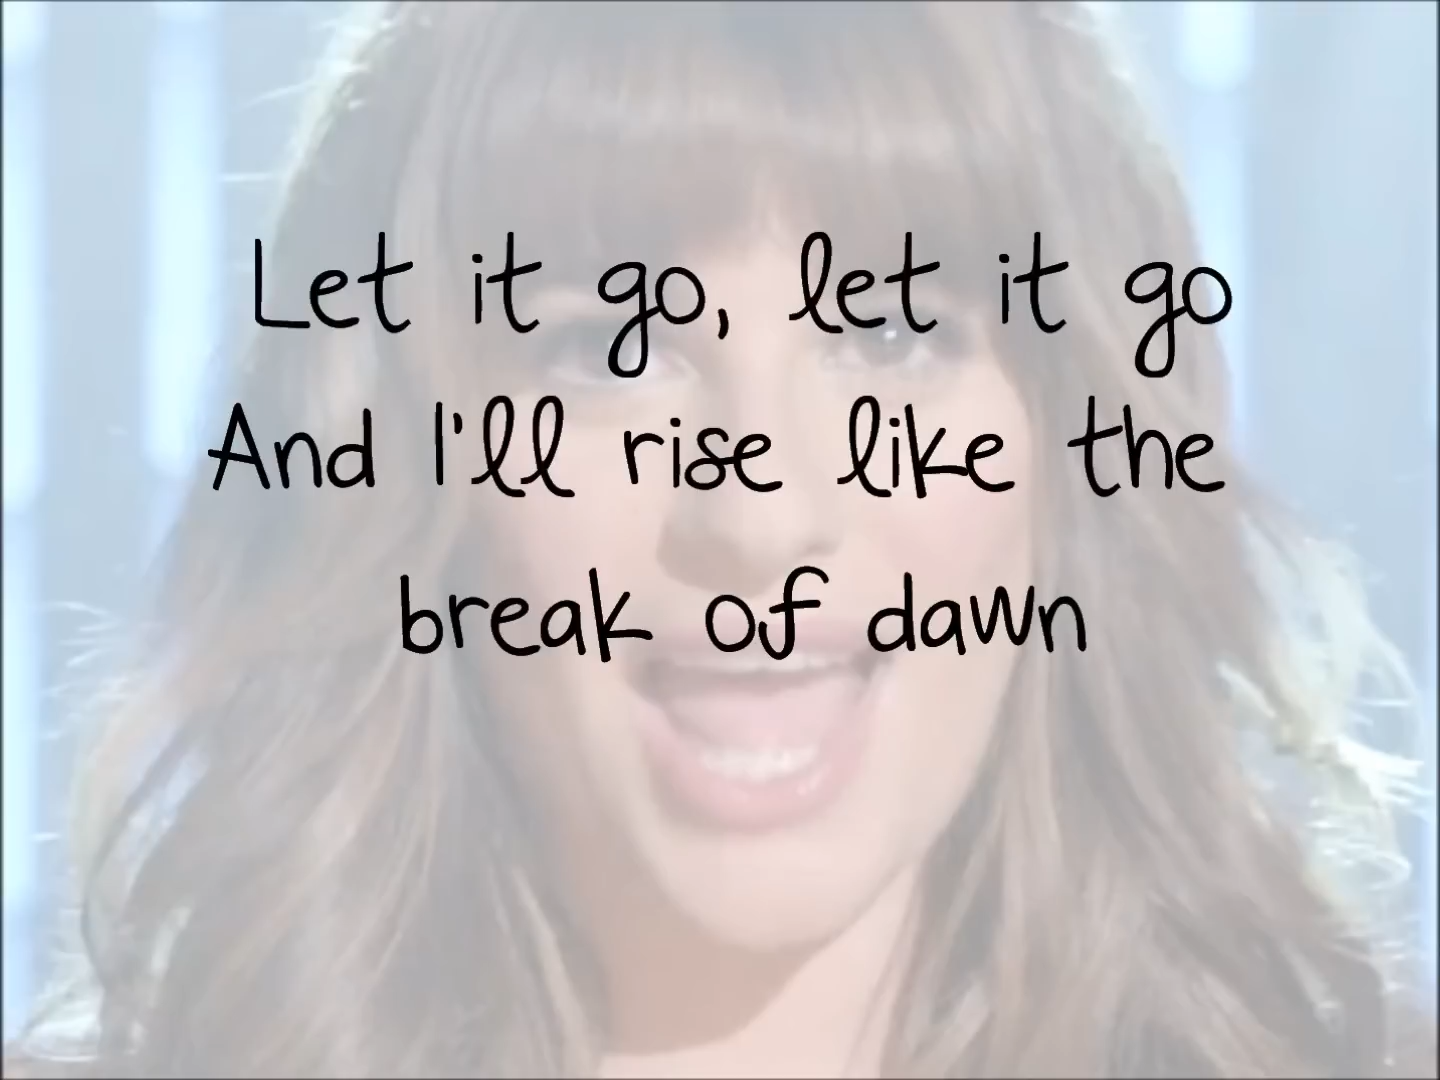 Let it go, let it go
And I'll rise like the
break of dawn